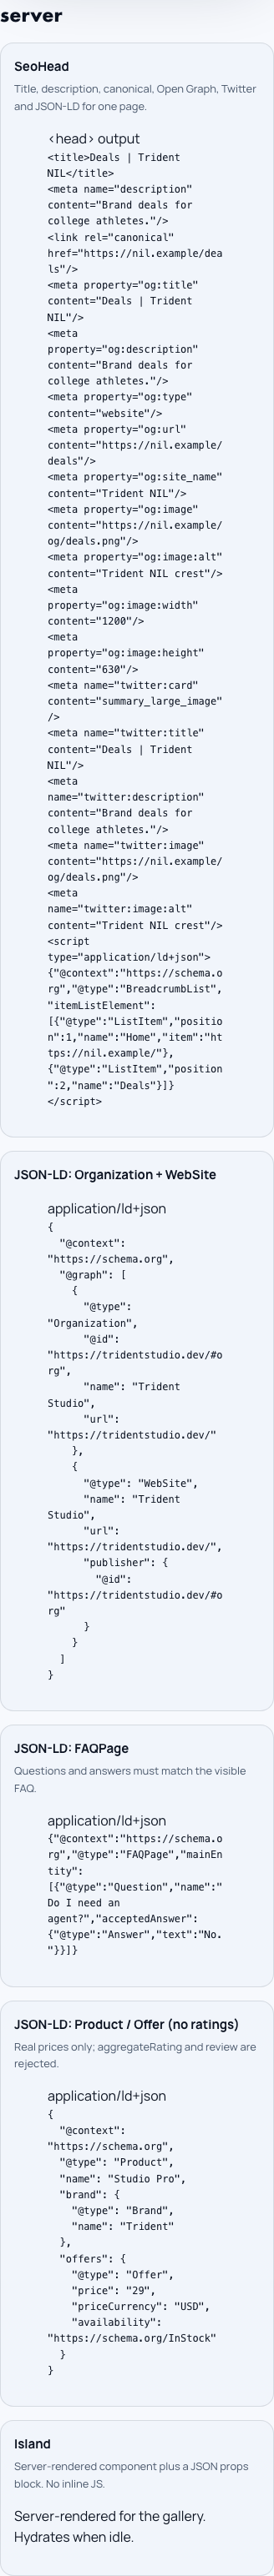 server
SeoHead
Title, description, canonical, Open Graph, Twitter
and JSON-LD for one page.
<head> output
<title>Deals | Trident
NIL</title>
<meta name="description"
content="Brand deals for
college athletes."/>
<link rel="canonical"
href="https://nil.example/dea
ls"/>
<meta property="og:title"
content="Deals | Trident
NIL"/>
<meta
property="og:description"
content="Brand deals for
college athletes."/>
<meta property="og:type"
content="website"/>
<meta property="og:url"
content="https://nil.example/
deals"/>
<meta property="og:site_name"
content="Trident NIL"/>
<meta property="og:image"
content="https://nil.example/
og/deals.png"/>
<meta property="og:image:alt"
content="Trident NIL crest"/>
<meta
property="og:image:width"
content="1200"/>
<meta
property="og:image:height"
content="630"/>
<meta name="twitter:card"
content="summary_large_image"
/>
<meta name="twitter:title"
content="Deals | Trident
NIL"/>
<meta
name="twitter:description"
content="Brand deals for
college athletes."/>
<meta name="twitter:image"
content="https://nil.example/
og/deals.png"/>
<meta
name="twitter:image:alt"
content="Trident NIL crest"/>
<script
type="application/ld+json">
{"@context":"https://schema.o
rg","@type":"BreadcrumbList",
"itemListElement":
[{"@type":"ListItem","positio
n":1,"name":"Home","item":"ht
tps://nil.example/"},
{"@type":"ListItem","position
":2,"name":"Deals"}]}
</script>
JSON-LD: Organization + WebSite
application/ld+json
{
"@context":
"https://schema.org",
"@graph": [
{
"@type":
"Organization",
"@id":
"https://tridentstudio.dev/#o
rg",
"name": "Trident
Studio",
"url":
"https://tridentstudio.dev/"
},
{
"@type": "WebSite",
"name": "Trident
Studio",
"url":
"https://tridentstudio.dev/",
"publisher": {
"@id":
"https://tridentstudio.dev/#o
rg"
}
}
]
}
JSON-LD: FAQPage
Questions and answers must match the visible
FAQ.
application/ld+json
{"@context":"https://schema.o
rg","@type":"FAQPage","mainEn
tity":
[{"@type":"Question","name":"
Do I need an
agent?","acceptedAnswer":
{"@type":"Answer","text":"No.
"}}]}
JSON-LD: Product / Offer (no ratings)
Real prices only; aggregateRating and review are
rejected.
application/ld+json
{
"@context":
"https://schema.org",
"@type": "Product",
"name": "Studio Pro",
"brand": {
"@type": "Brand",
"name": "Trident"
},
"offers": {
"@type": "Offer",
"price": "29",
"priceCurrency": "USD",
"availability":
"https://schema.org/InStock"
}
}
Island
Server-rendered component plus a JSON props
block. No inline JS.
Server-rendered for the gallery.
Hydrates when idle.